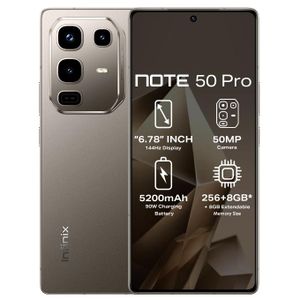 NOTE 50 Pro
"6.78" INCH
144Hz Display
50MP
Camera
5200mAh
90W Charging
Battery
256+8GB*
+ 8GB Extendable
Memory Size
Infinix